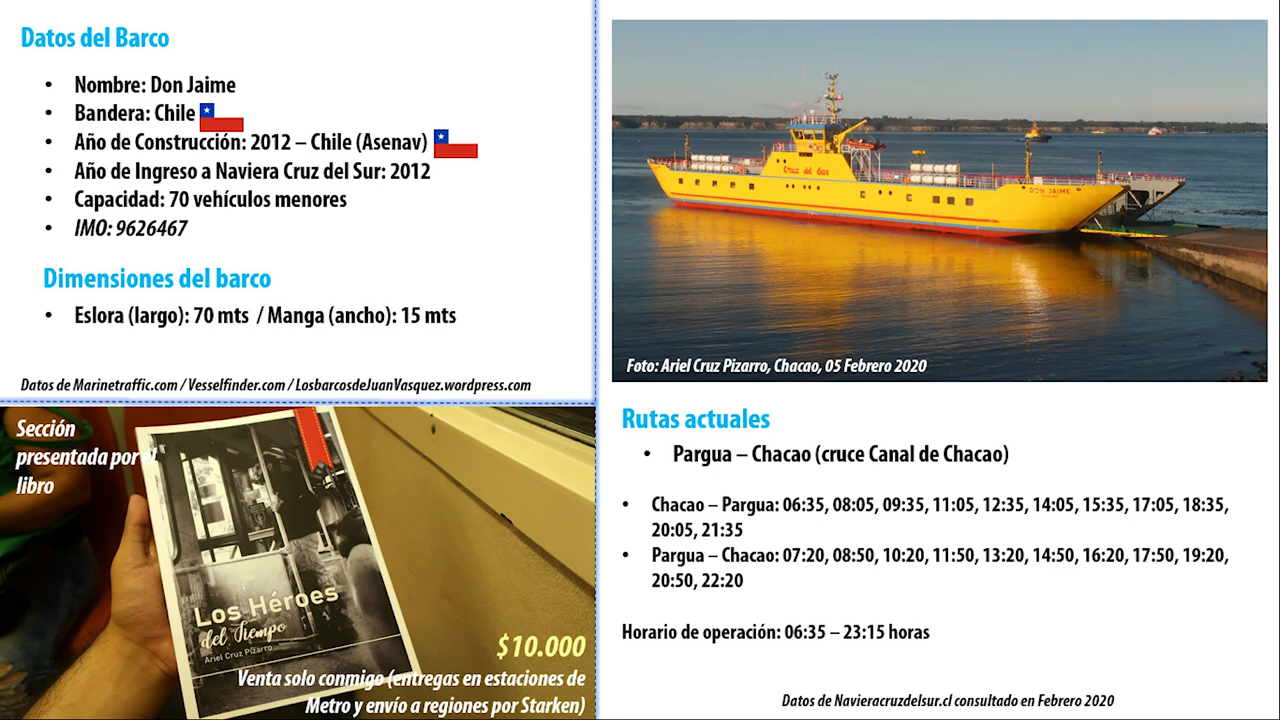 Datos del Barco
• Nombre: Don Jaime
• Bandera: Chile
• Año de Construcción: 2012 – Chile (Asenav)
• Año de Ingreso a Naviera Cruz del Sur: 2012
• Capacidad: 70 vehículos menores
• IMO: 9626467
Dimensiones del barco
• Eslora (largo): 70 mts / Manga (ancho): 15 mts
Datos de Marinetraffic.com / Vesselfinder.com / LosbarcosdeJuanVasquez.wordpress.com
Sección
presentada por el
libro
Los Héroes
del Tiempo
Ariel Cruz Pizarro
$10.000
Venta solo conmigo (entregas en estaciones de
Metro y envío a regiones por Starken)
Cruz del Sur
DON JAIME
Foto: Ariel Cruz Pizarro, Chacao, 05 Febrero 2020
Rutas actuales
• Pargua – Chacao (cruce Canal de Chacao)
• Chacao – Pargua: 06:35, 08:05, 09:35, 11:05, 12:35, 14:05, 15:35, 17:05, 18:35,
20:05, 21:35
• Pargua – Chacao: 07:20, 08:50, 10:20, 11:50, 13:20, 14:50, 16:20, 17:50, 19:20,
20:50, 22:20
Horario de operación: 06:35 – 23:15 horas
Datos de Navieracruzdelsur.cl consultado en Febrero 2020